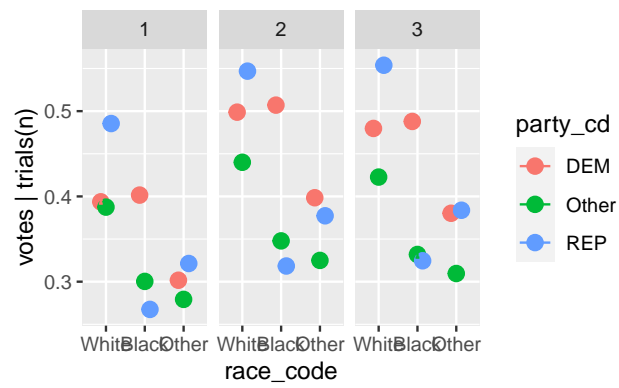 1 2 3
0.5
0.4
0.3
votes | trials(n)
White Black Other White Black Other White Black Other
race_code
party_cd
DEM
Other
REP